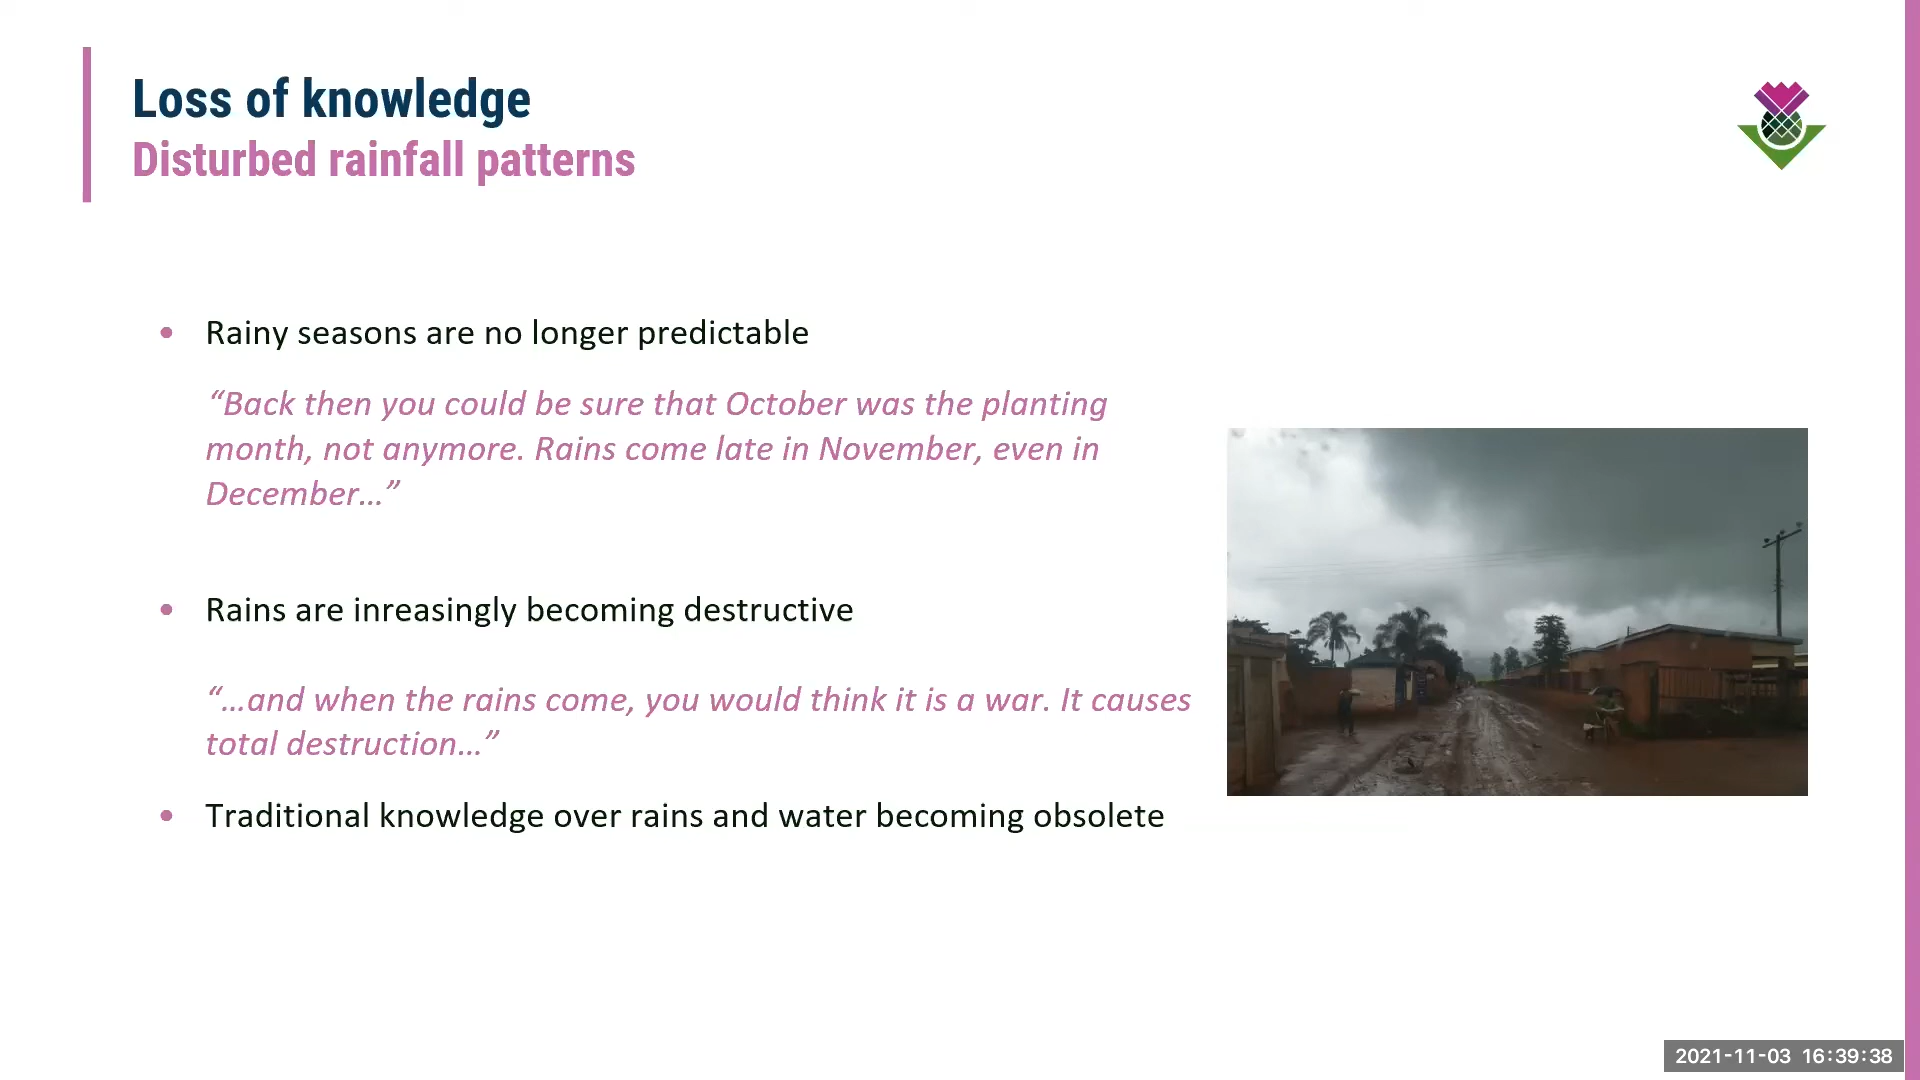 Loss of knowledge
Disturbed rainfall patterns
• Rainy seasons are no longer predictable
“Back then you could be sure that October was the planting
month, not anymore. Rains come late in November, even in
December…”
• Rains are inreasingly becoming destructive
“…and when the rains come, you would think it is a war. It causes
total destruction…”
• Traditional knowledge over rains and water becoming obsolete
2021-11-03 16:39:38